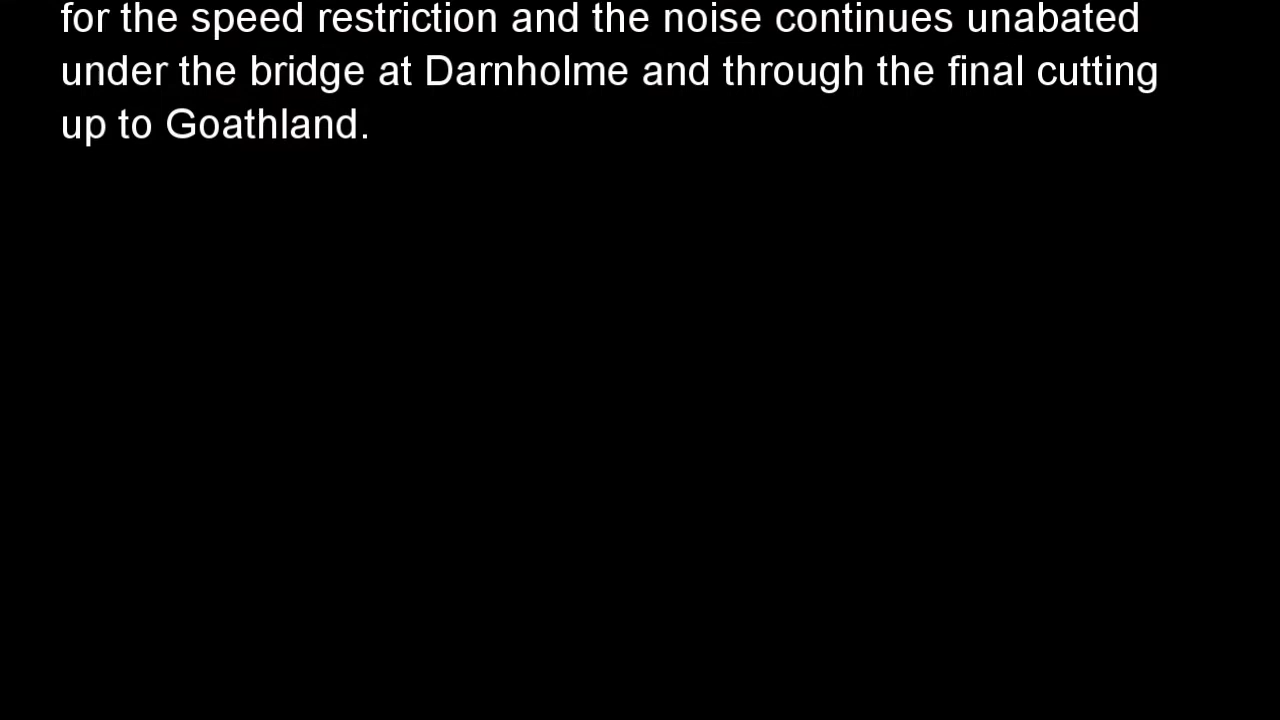 for the speed restriction and the noise continues unabated
under the bridge at Darnholme and through the final cutting
up to Goathland.